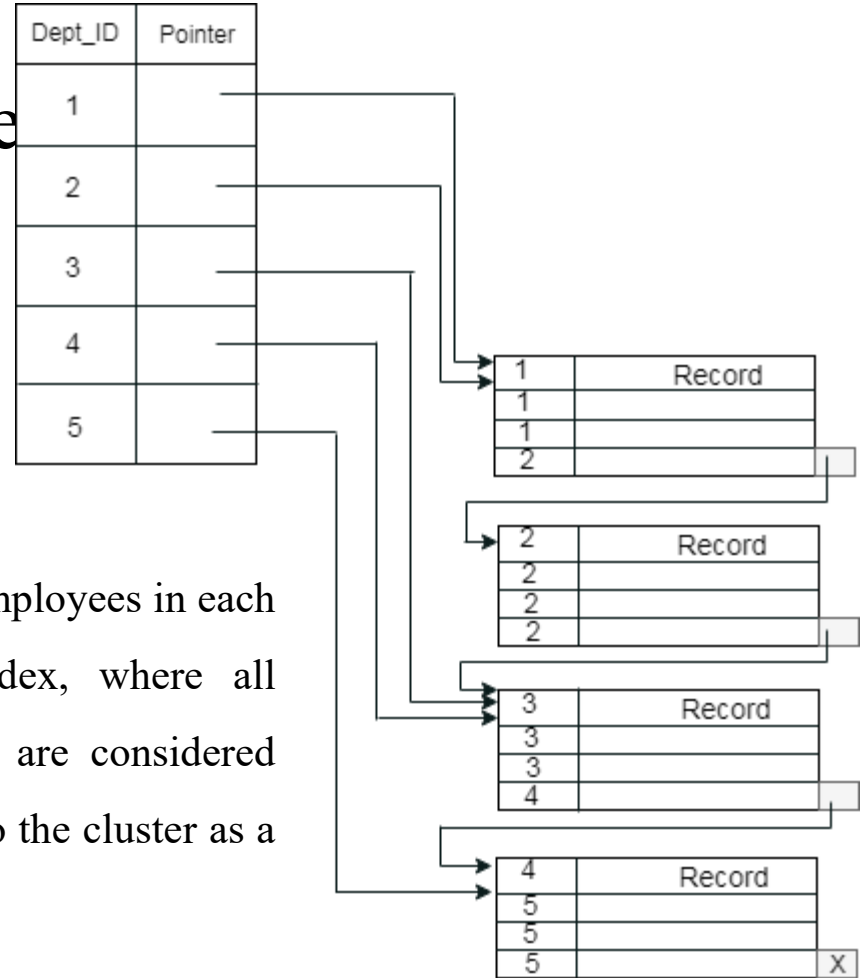 Dept_ID Pointer
1
2
3
4
5
1 Record
1
1
2
2 Record
2
2
2
3 Record
3
3
4
4 Record
5
5
5 X
e
mployees in each
dex, where all
are considered
o the cluster as a